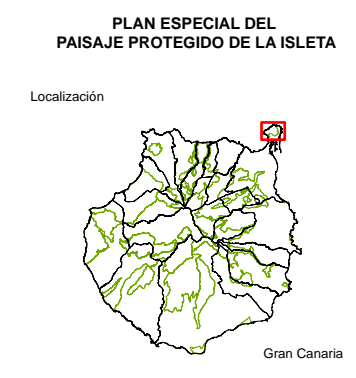 PLAN ESPECIAL DEL
PAISAJE PROTEGIDO DE LA ISLETA
Localización
Gran Canaria